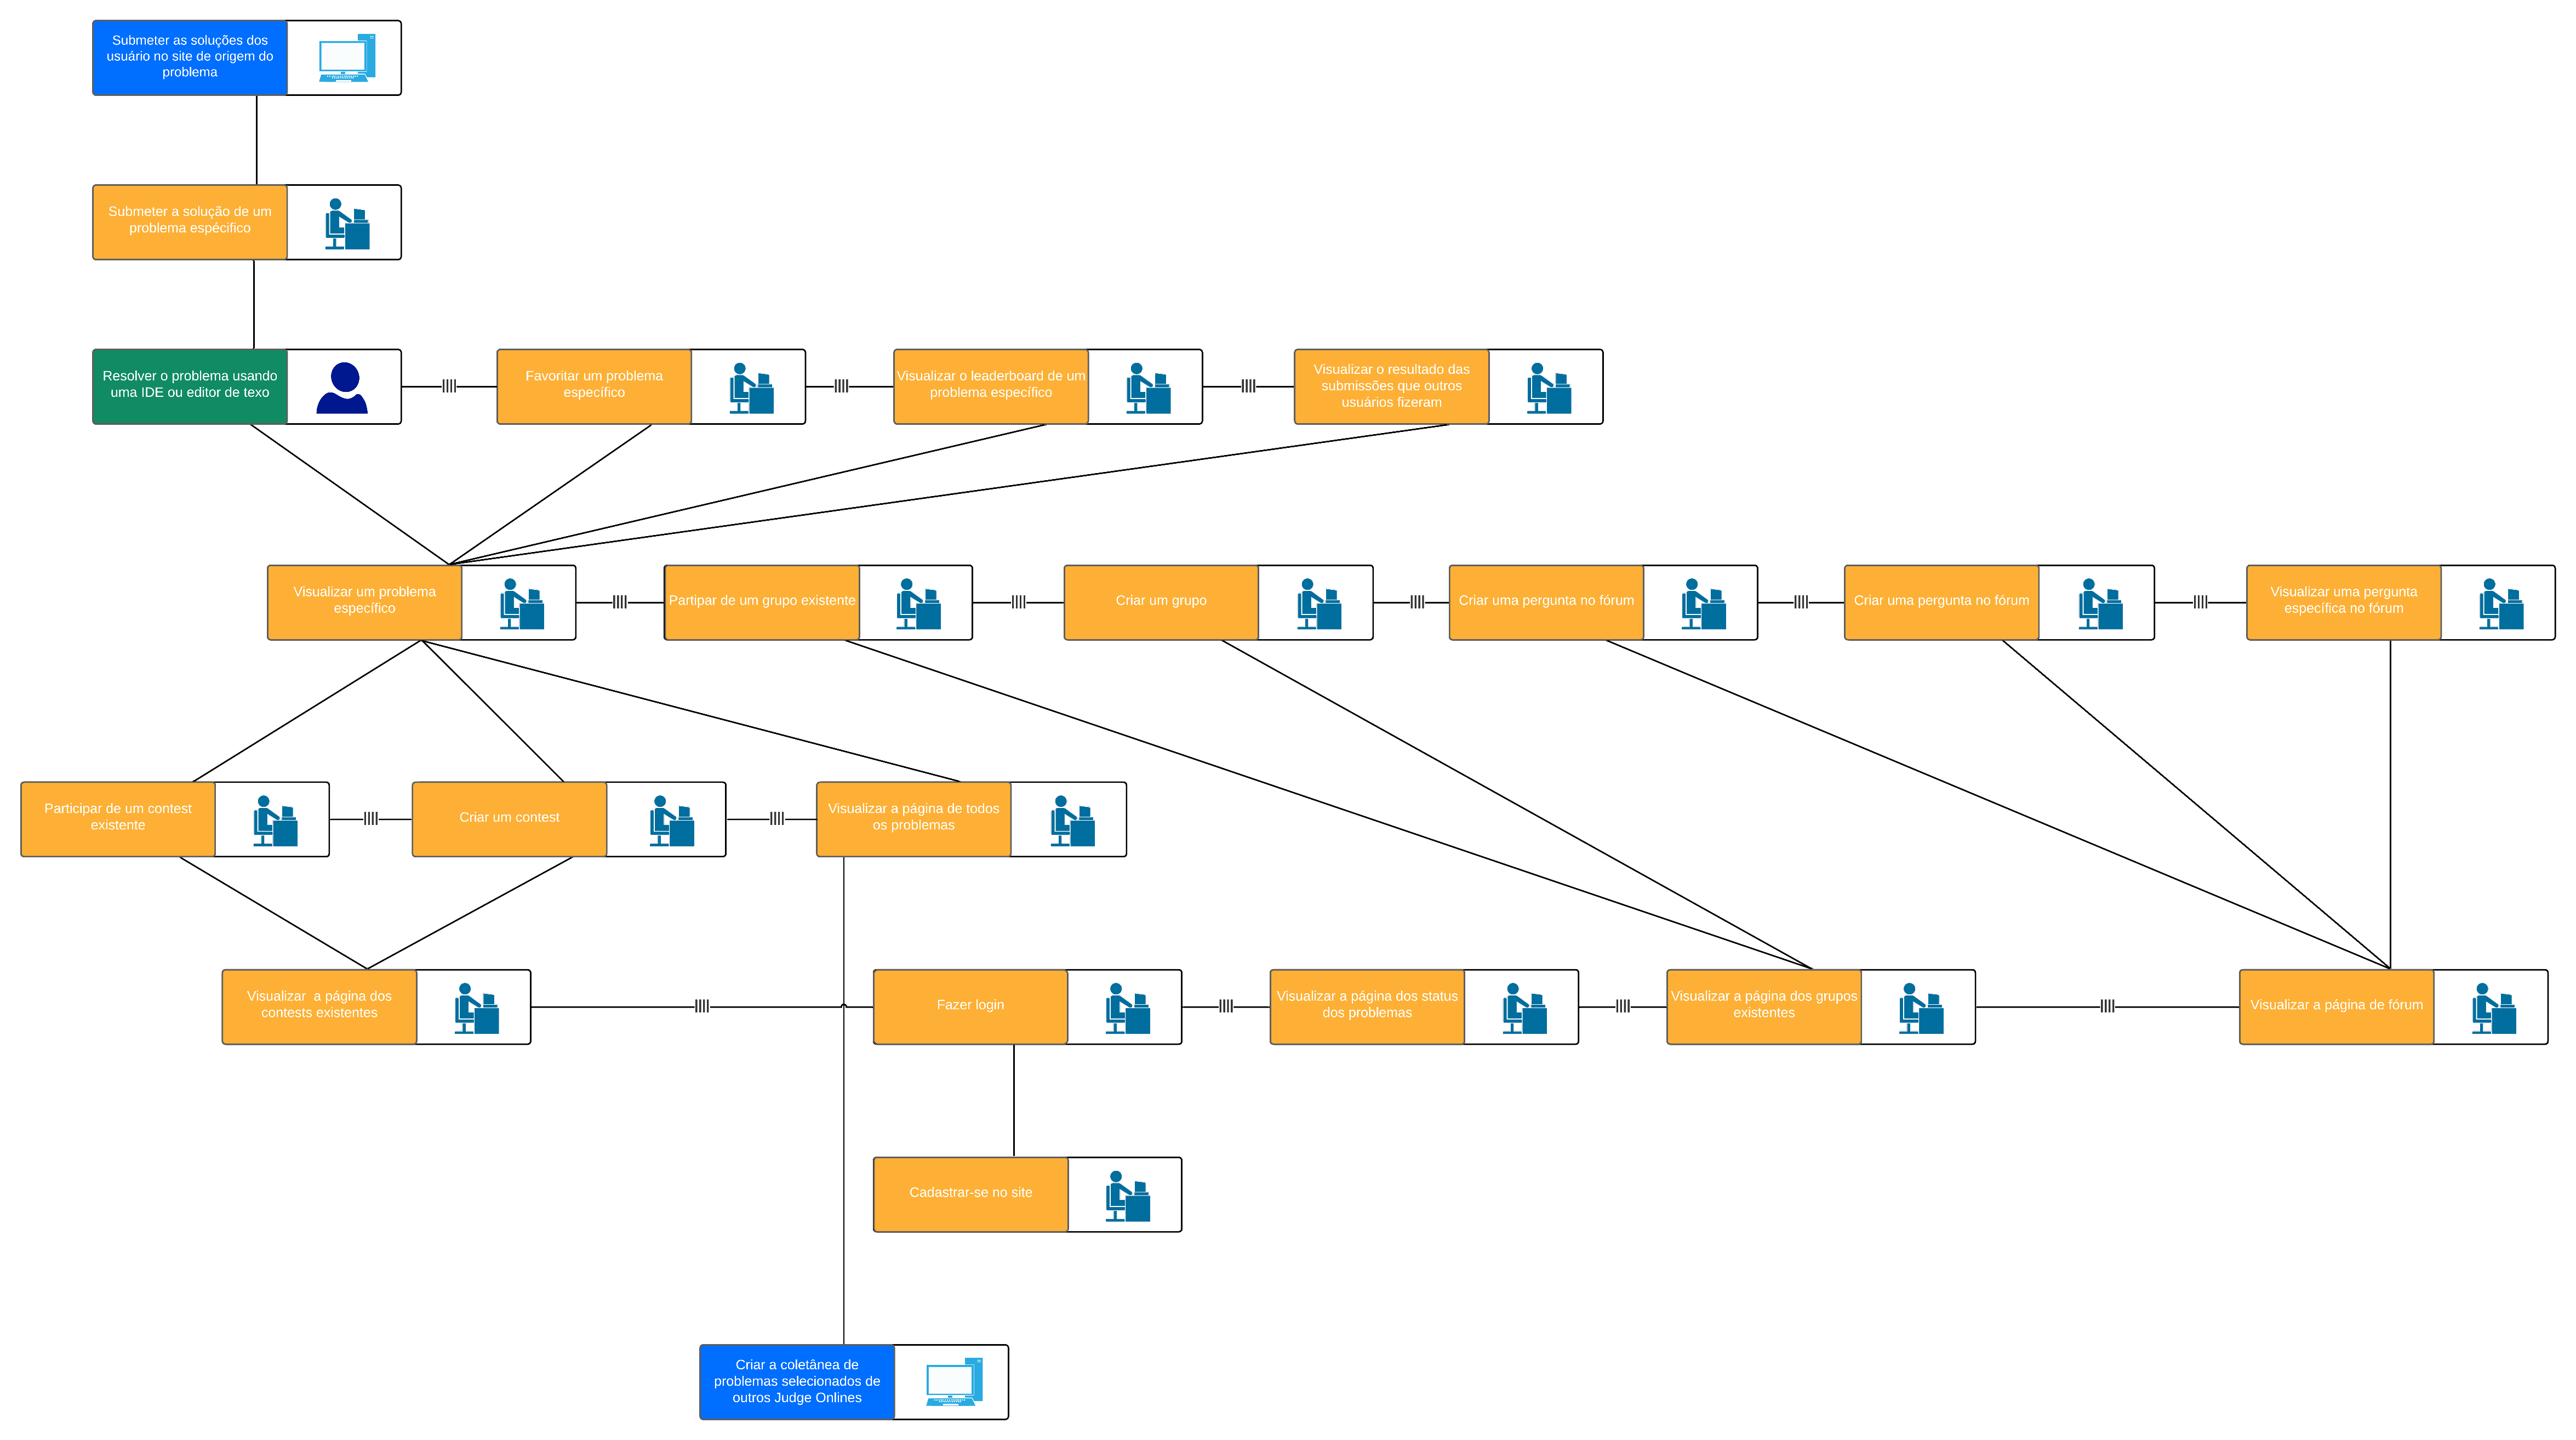 Submeter as soluções dos
usuário no site de origem do
problema
Submeter a solução de um
problema espécifico
Resolver o problema usando
uma IDE ou editor de texo
Favoritar um problema
específico
Visualizar o leaderboard de um
problema específico
Visualizar o resultado das
submissões que outros
usuários fizeram
Visualizar um problema
específico
Partipar de um grupo existente
Criar um grupo
Criar uma pergunta no fórum
Criar uma pergunta no fórum
Visualizar uma pergunta
específica no fórum
Participar de um contest
existente
Criar um contest
Visualizar a página de todos
os problemas
Visualizar  a página dos
contests existentes
Fazer login
Visualizar a página dos status
dos problemas
Visualizar a página dos grupos
existentes
Visualizar a página de fórum
Cadastrar-se no site
Criar a coletânea de
problemas selecionados de
outros Judge Onlines